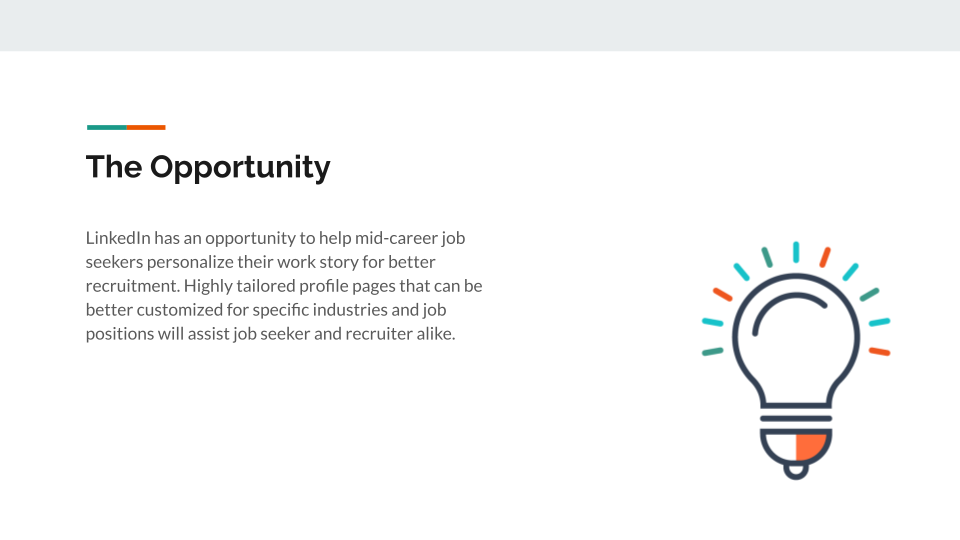 The Opportunity
LinkedIn has an opportunity to help mid-career job
seekers personalize their work story for better
recruitment. Highly tailored profile pages that can be
better customized for specific industries and job
positions will assist job seeker and recruiter alike.